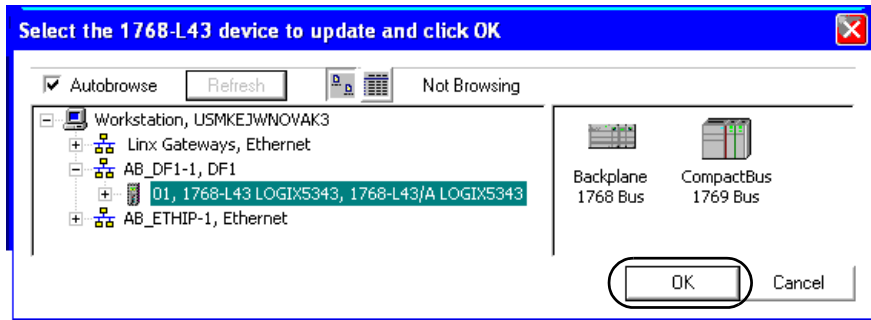 Select the 1768-L43 device to update and click OK
Autobrowse
Refresh
Not Browsing
Workstation, USMKEJWNOVAK3
Linx Gateways, Ethernet
AB_DF1-1, DF1
01, 1768-L43 LOGIX5343, 1768-L43/A LOGIX5343
AB_ETHIP-1, Ethernet
Backplane
1768 Bus
CompactBus
1769 Bus
OK
Cancel